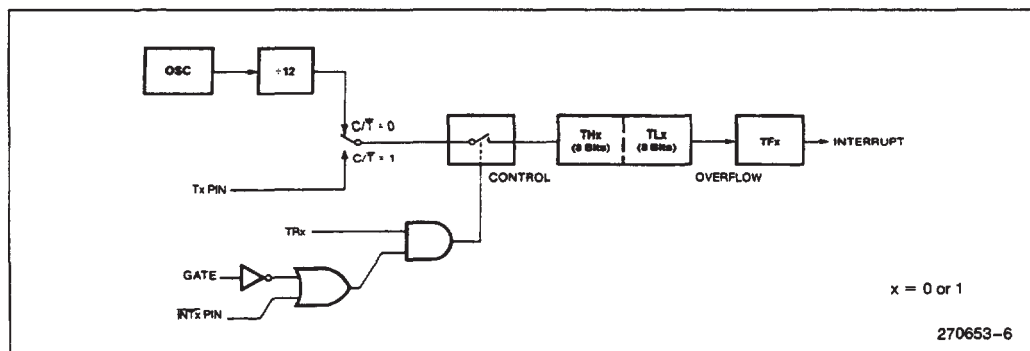 OSC
÷12
C/T̅ = 0
C/T̅ = 1
Tx PIN
CONTROL
THx
(8 Bits)
TLx
(8 Bits)
OVERFLOW
TFx
INTERRUPT
TRx
GATE
I̅N̅T̅x̅ PIN
x = 0 or 1
270653-6